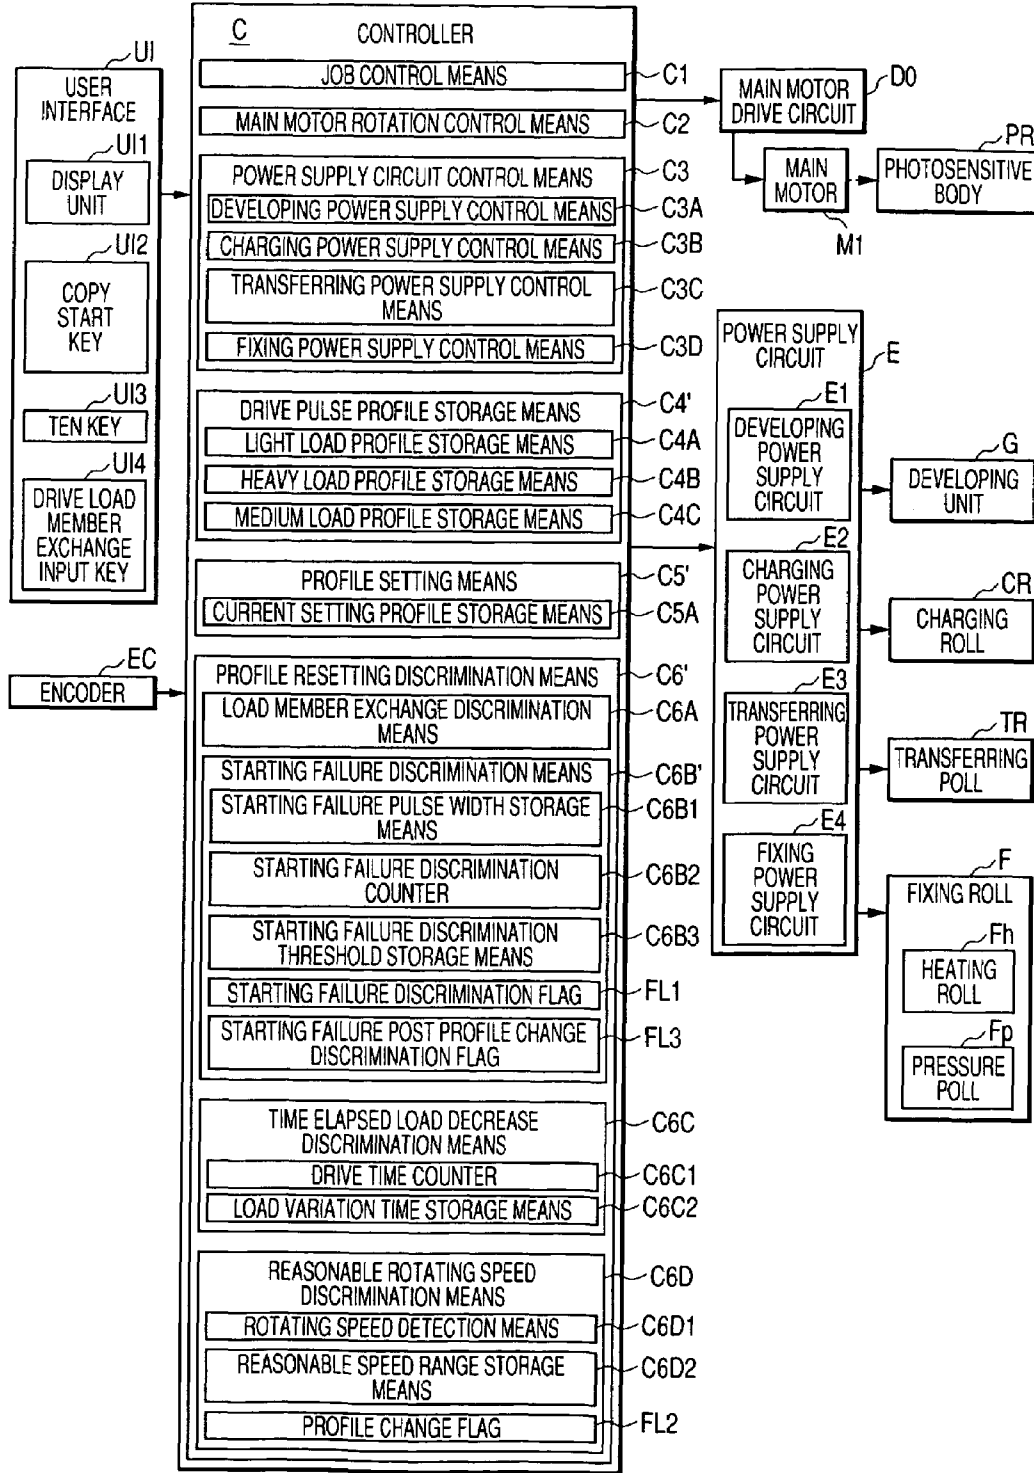 UI
USER
INTERFACE
UI1
DISPLAY
UNIT
UI2
COPY
START
KEY
UI3
TEN KEY
UI4
DRIVE LOAD
MEMBER
EXCHANGE
INPUT KEY
EC
ENCODER
C
CONTROLLER
JOB CONTROL MEANS
C1
MAIN MOTOR ROTATION CONTROL MEANS
C2
POWER SUPPLY CIRCUIT CONTROL MEANS
C3
DEVELOPING POWER SUPPLY CONTROL MEANS
C3A
CHARGING POWER SUPPLY CONTROL MEANS
C3B
TRANSFERRING POWER SUPPLY CONTROL
MEANS
C3C
FIXING POWER SUPPLY CONTROL MEANS
C3D
DRIVE PULSE PROFILE STORAGE MEANS
C4'
LIGHT LOAD PROFILE STORAGE MEANS
C4A
HEAVY LOAD PROFILE STORAGE MEANS
C4B
MEDIUM LOAD PROFILE STORAGE MEANS
C4C
PROFILE SETTING MEANS
C5'
CURRENT SETTING PROFILE STORAGE MEANS
C5A
PROFILE RESETTING DISCRIMINATION MEANS
C6'
LOAD MEMBER EXCHANGE DISCRIMINATION
MEANS
C6A
STARTING FAILURE DISCRIMINATION MEANS
C6B'
STARTING FAILURE PULSE WIDTH STORAGE
MEANS
C6B1
STARTING FAILURE DISCRIMINATION
COUNTER
C6B2
STARTING FAILURE DISCRIMINATION
THRESHOLD STORAGE MEANS
C6B3
STARTING FAILURE DISCRIMINATION FLAG
FL1
STARTING FAILURE POST PROFILE CHANGE
DISCRIMINATION FLAG
FL3
TIME ELAPSED LOAD DECREASE
DISCRIMINATION MEANS
C6C
DRIVE TIME COUNTER
C6C1
LOAD VARIATION TIME STORAGE MEANS
C6C2
REASONABLE ROTATING SPEED
DISCRIMINATION MEANS
C6D
ROTATING SPEED DETECTION MEANS
C6D1
REASONABLE SPEED RANGE STORAGE
MEANS
C6D2
PROFILE CHANGE FLAG
FL2
D0
MAIN MOTOR
DRIVE CIRCUIT
MAIN
MOTOR
M1
PR
PHOTOSENSITIVE
BODY
POWER SUPPLY
CIRCUIT
E
E1
DEVELOPING
POWER
SUPPLY
CIRCUIT
G
DEVELOPING
UNIT
E2
CHARGING
POWER
SUPPLY
CIRCUIT
CR
CHARGING
ROLL
E3
TRANSFERRING
POWER
SUPPLY
CIRCUIT
TR
TRANSFERRING
POLL
E4
FIXING
POWER
SUPPLY
CIRCUIT
F
FIXING ROLL
Fh
HEATING
ROLL
Fp
PRESSURE
POLL